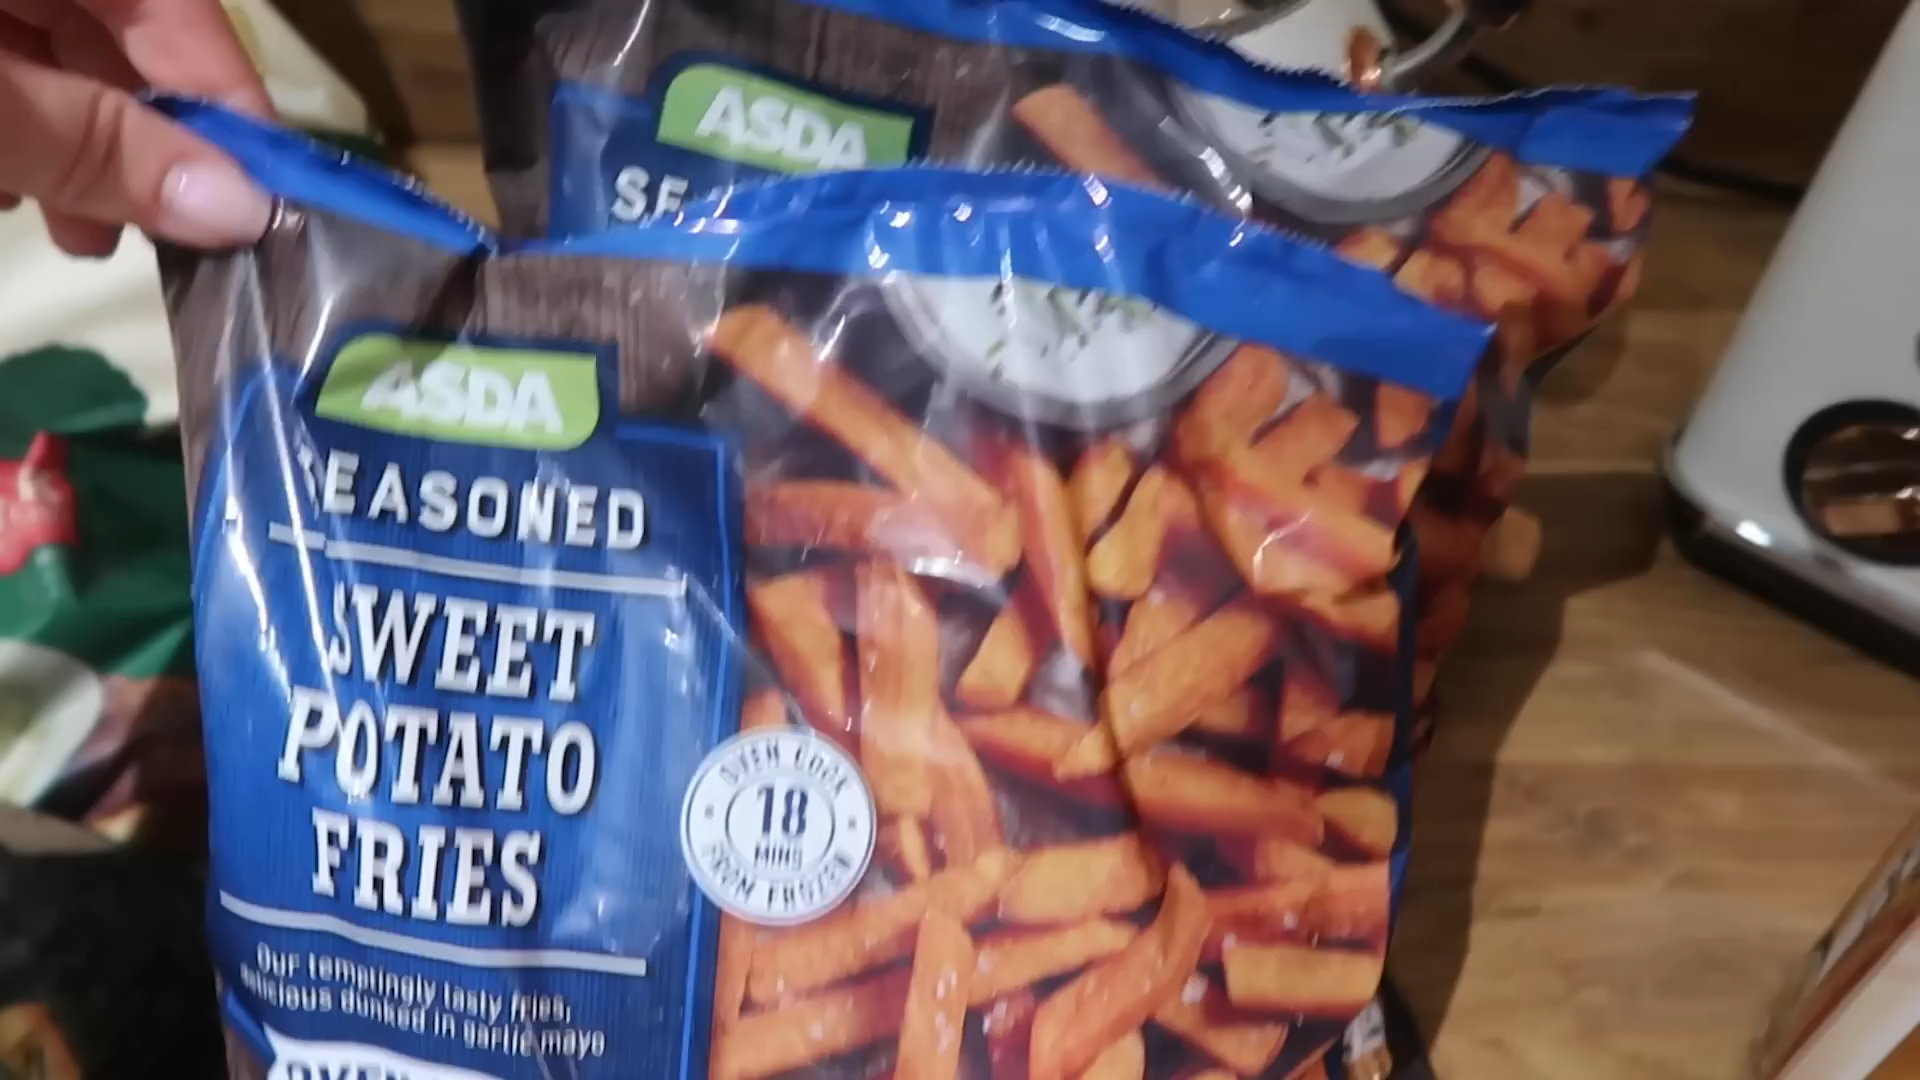 ASDA
SE
ASDA
SEASONED
SWEET
POTATO
FRIES
OVEN COOK
18
MINS
FROM FROZEN
Our temptingly tasty fries,
delicious dunked in garlic mayo